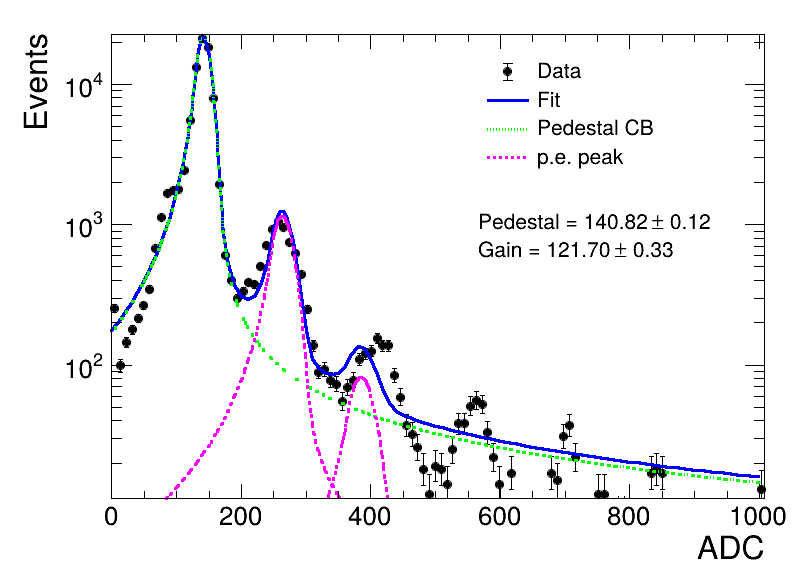 Events
10⁴
10³
10²
Data
Fit
Pedestal CB
p.e. peak
Pedestal = 140.82 ± 0.12
Gain = 121.70 ± 0.33
0 200 400 600 800 1000
ADC